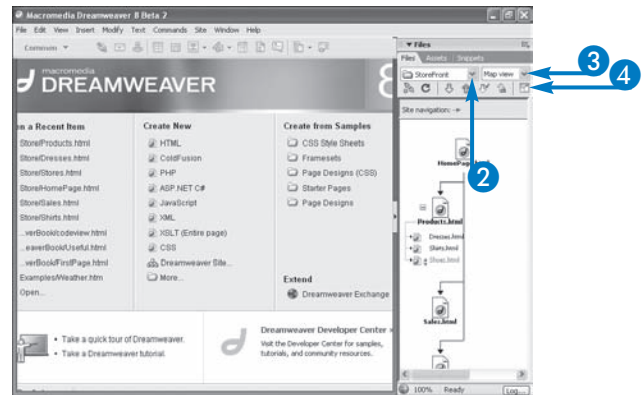 Macromedia Dreamweaver 8 Beta 2
File Edit View Insert Modify Text Commands Site Window Help
Common
macromedia
DREAMWEAVER
8
n a Recent Item
Store/Products.html
Store/Dresses.html
Store/Stores.html
Store/HomePage.html
Store/Sales.html
Store/Shirts.html
...verBook/codeview.html
...eaverBook/Useful.html
...verBook/FirstPage.html
Examples/Weather.htm
Open...
Create New
HTML
ColdFusion
PHP
ASP.NET C#
JavaScript
XML
XSLT (Entire page)
CSS
Dreamweaver Site...
More...
Create from Samples
CSS Style Sheets
Framesets
Page Designs (CSS)
Starter Pages
Page Designs
Extend
Dreamweaver Exchange
• Take a quick tour of Dreamweaver.
• Take a Dreamweaver tutorial.
Dreamweaver Developer Center »
Visit the Developer Center for samples,
tutorials, and community resources.
Files
Files Assets Snippets
StoreFront
Map view
Site navigation:
HomePage.html
Products.html
Dresses.html
Shirts.html
Shoes.html
Sales.html
100% Ready
Log...
3
4
2